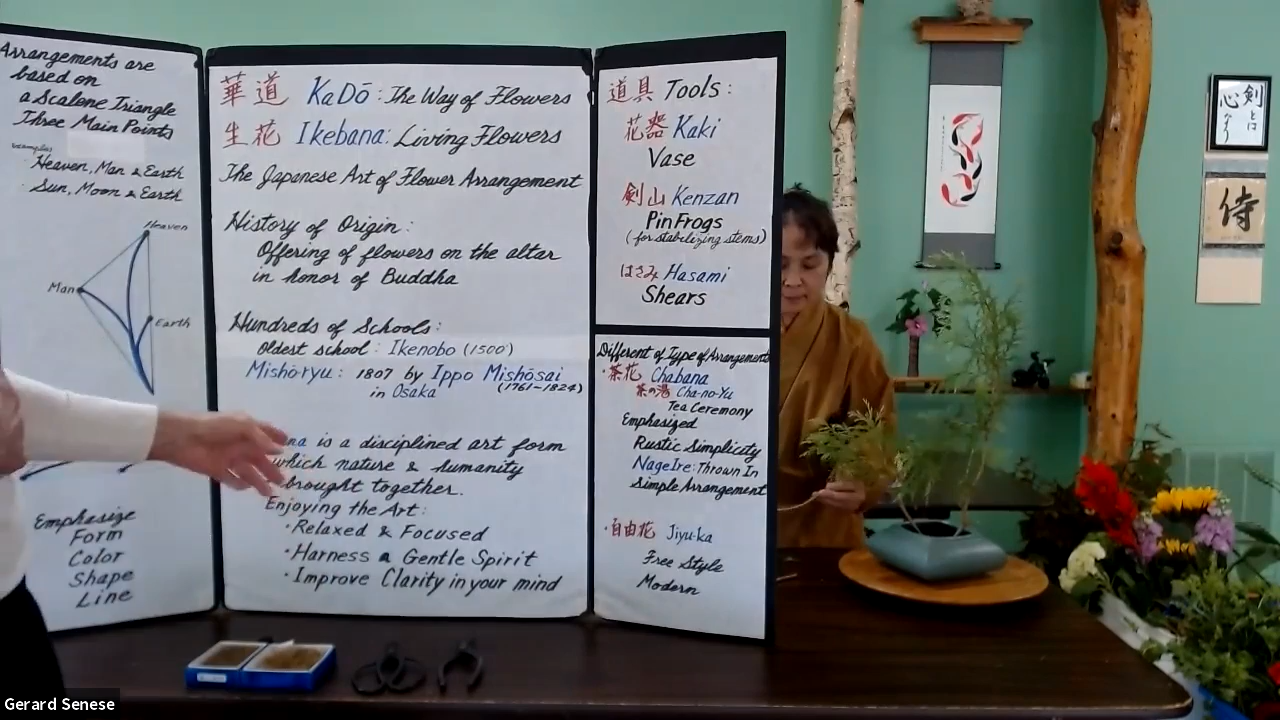 Arrangements are
based on
a Scalene Triangle
Three Main Points
Heaven, Man & Earth
Sun, Moon & Earth
Heaven
Man
Earth
Emphasize
Form
Color
Shape
Line
華道 KaDō: The Way of Flowers
生花 Ikebana: Living Flowers
The Japanese Art of Flower Arrangement
History of Origin:
Offering of flowers on the altar
in honor of Buddha
Hundreds of Schools:
Oldest school: Ikenobo (1500)
Mishō-ryu: 1807 by Ippo Mishōsai
(1761-1824)
in Osaka
na is a disciplined art form
which nature & humanity
brought together.
Enjoying the Art:
• Relaxed & Focused
• Harness a Gentle Spirit
• Improve Clarity in your mind
道具 Tools:
花器 Kaki
Vase
剣山 Kenzan
Pin Frogs
(for stabilizing stems)
はさみ Hasami
Shears
Different of Type of Arrangements
• 茶花 Chabana
茶の湯 Cha-no-Yu
Tea Ceremony
Emphasized
Rustic Simplicity
NageIre: Thrown In
Simple Arrangement
• 自由花 Jiyu-ka
Free Style
Modern
剣とは
心なり
侍
Gerard Senese